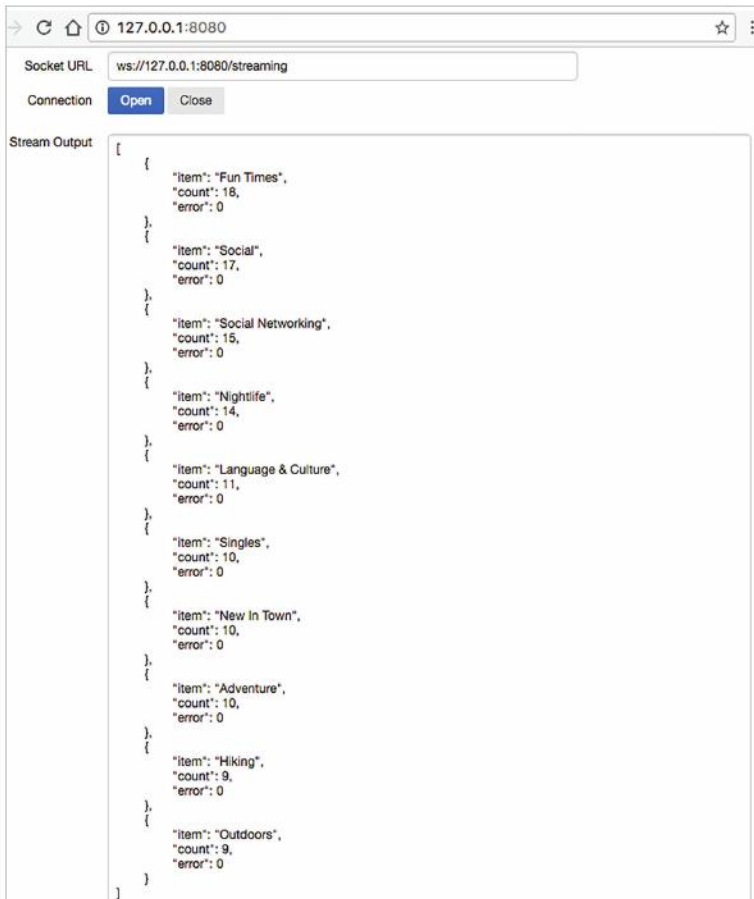 127.0.0.1:8080
Socket URL ws://127.0.0.1:8080/streaming
Connection Open Close
Stream Output [
{
"item": "Fun Times",
"count": 18,
"error": 0
},
{
"item": "Social",
"count": 17,
"error": 0
},
{
"item": "Social Networking",
"count": 15,
"error": 0
},
{
"item": "Nightlife",
"count": 14,
"error": 0
},
{
"item": "Language & Culture",
"count": 11,
"error": 0
},
{
"item": "Singles",
"count": 10,
"error": 0
},
{
"item": "New In Town",
"count": 10,
"error": 0
},
{
"item": "Adventure",
"count": 10,
"error": 0
},
{
"item": "Hiking",
"count": 9,
"error": 0
},
{
"item": "Outdoors",
"count": 9,
"error": 0
}
]